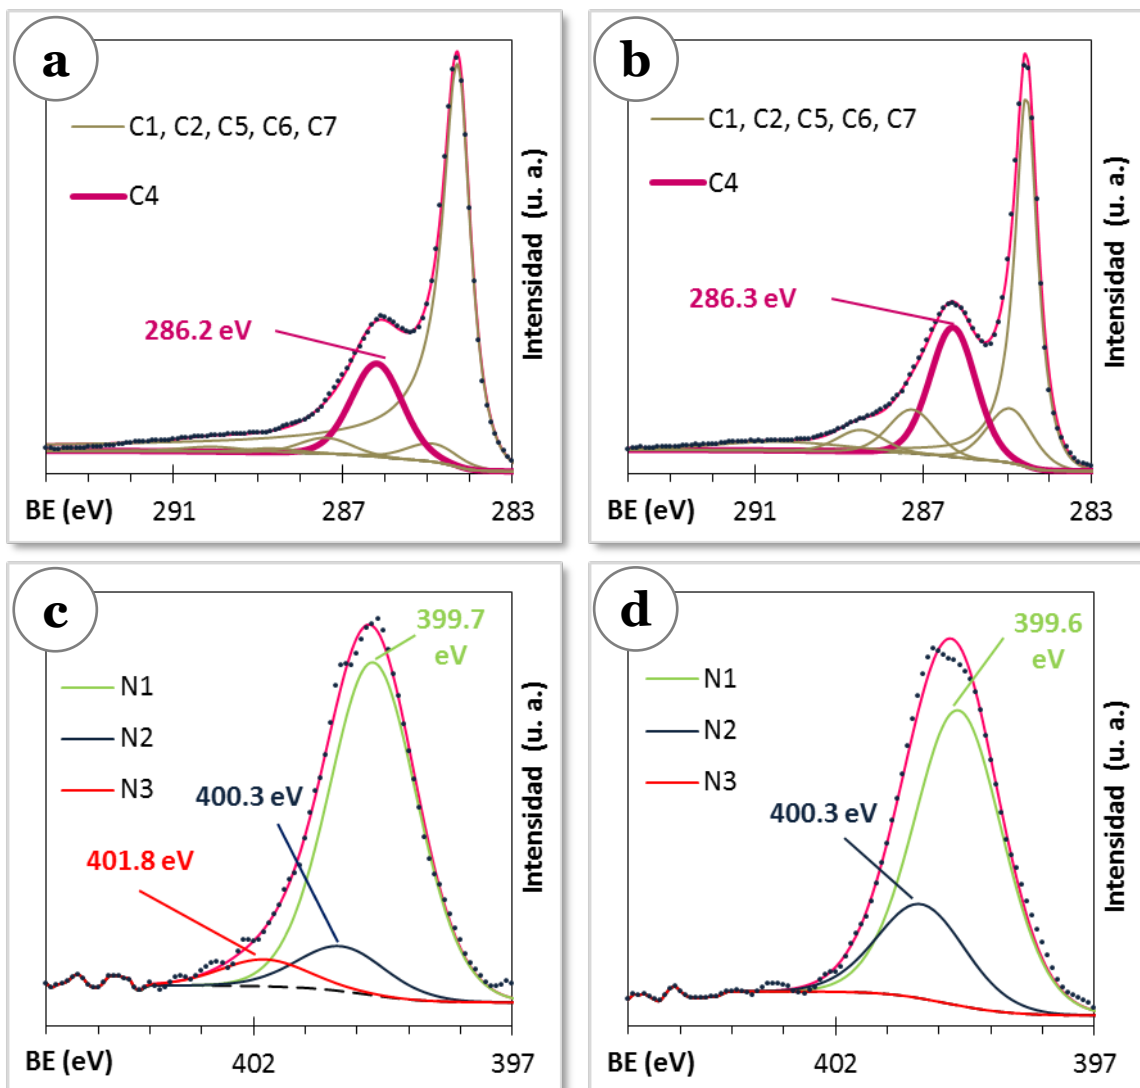 a
C1, C2, C5, C6, C7
C4
286.2 eV
Intensidad (u. a.)
BE (eV)
291
287
283
b
C1, C2, C5, C6, C7
C4
286.3 eV
Intensidad (u. a.)
BE (eV)
291
287
283
c
399.7
eV
N1
N2
N3
400.3 eV
401.8 eV
Intensidad (u. a.)
BE (eV)
402
397
d
399.6
eV
N1
N2
N3
400.3 eV
Intensidad (u. a.)
BE (eV)
402
397